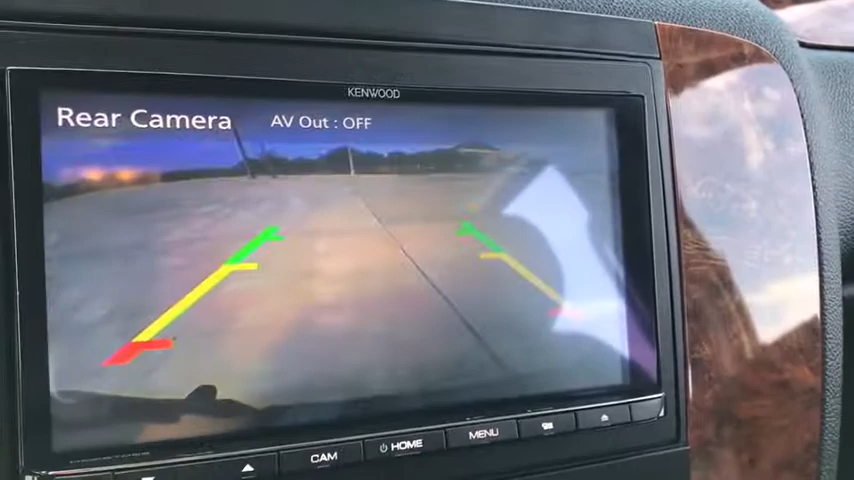 KENWOOD
Rear Camera
AV Out : OFF
CAM
HOME
MENU